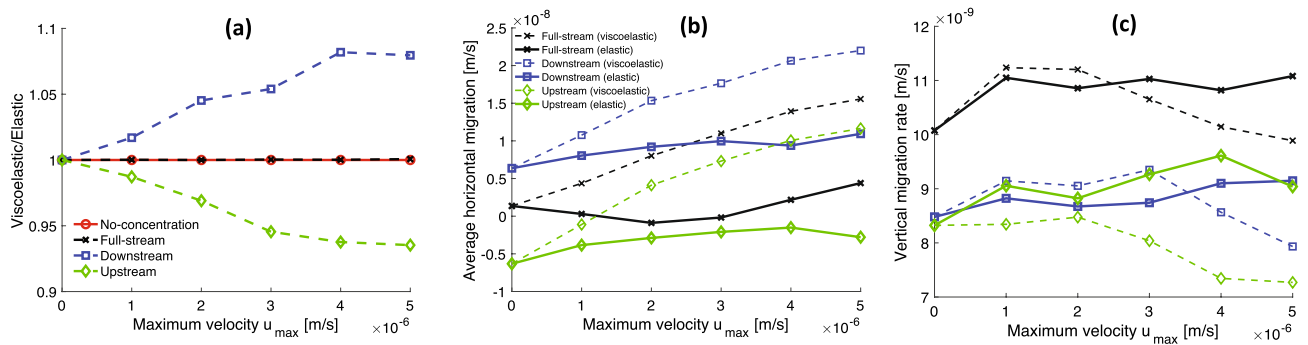 (a)
Viscoelastic/Elastic
1.1
1.05
1
0.95
0.9
No-concentration
Full-stream
Downstream
Upstream
0 1 2 3 4 5
Maximum velocity u_max [m/s] ×10^-6
(b)
×10^-8
Average horizontal migration [m/s]
2.5
2
1.5
1
0.5
0
-0.5
-1
Full-stream (viscoelastic)
Full-stream (elastic)
Downstream (viscoelastic)
Downstream (elastic)
Upstream (viscoelastic)
Upstream (elastic)
0 1 2 3 4 5
Maximum velocity u_max [m/s] ×10^-6
(c)
×10^-9
Vertical migration rate [m/s]
12
11
10
9
8
7
0 1 2 3 4 5
Maximum velocity u_max [m/s] ×10^-6